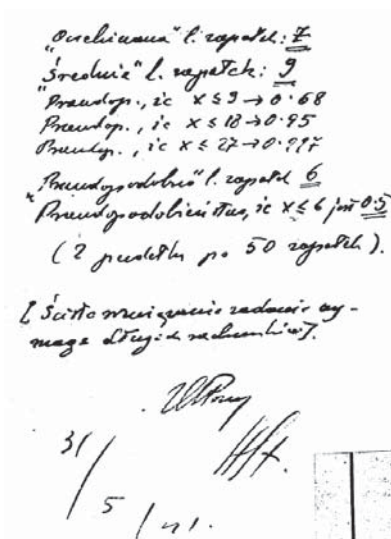 „Oczekiwana" l. zapałek: 7
„Średnia" l. zapałek: 9
Prawdop., że x ≤ 9 → 0·68
Prawdop., że x ≤ 18 → 0·95
Prawdop., że x ≤ 27 → 0·997
„Prawdopodobna" l. zapałek 6
Prawdopodobieństwo, że x ≤ 6 jest 0·5
(2 pudełka po 50 zapałek).
[Ścisłe rozwiązanie zadania wy-
maga długich rachunków].
31/5/41.